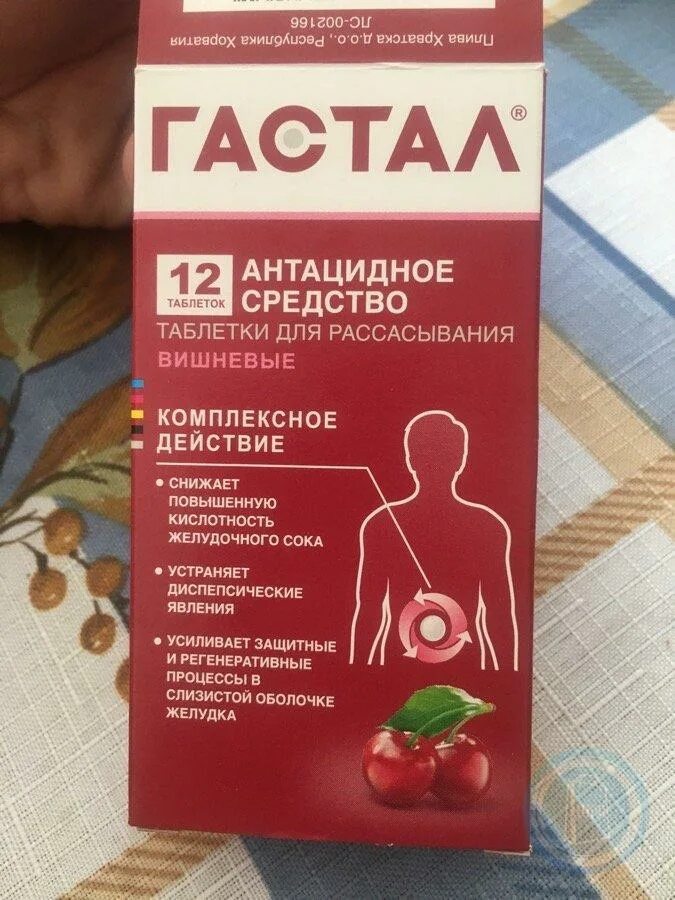 Плива Хрватска д.о.о., Республика Хорватия
ЛС-002166
ГАСТАЛ®
12
ТАБЛЕТОК
АНТАЦИДНОЕ
СРЕДСТВО
ТАБЛЕТКИ ДЛЯ РАССАСЫВАНИЯ
ВИШНЕВЫЕ
КОМПЛЕКСНОЕ
ДЕЙСТВИЕ
• СНИЖАЕТ
ПОВЫШЕННУЮ
КИСЛОТНОСТЬ
ЖЕЛУДОЧНОГО СОКА
• УСТРАНЯЕТ
ДИСПЕПСИЧЕСКИЕ
ЯВЛЕНИЯ
• УСИЛИВАЕТ ЗАЩИТНЫЕ
И РЕГЕНЕРАТИВНЫЕ
ПРОЦЕССЫ В
СЛИЗИСТОЙ ОБОЛОЧКЕ
ЖЕЛУДКА